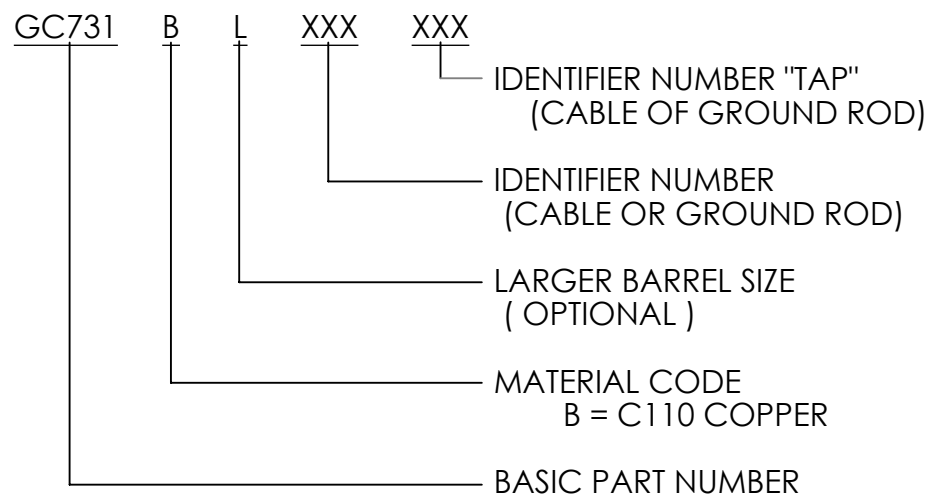 GC731 B L XXX XXX
IDENTIFIER NUMBER "TAP"
(CABLE OF GROUND ROD)
IDENTIFIER NUMBER
(CABLE OR GROUND ROD)
LARGER BARREL SIZE
( OPTIONAL )
MATERIAL CODE
B = C110 COPPER
BASIC PART NUMBER